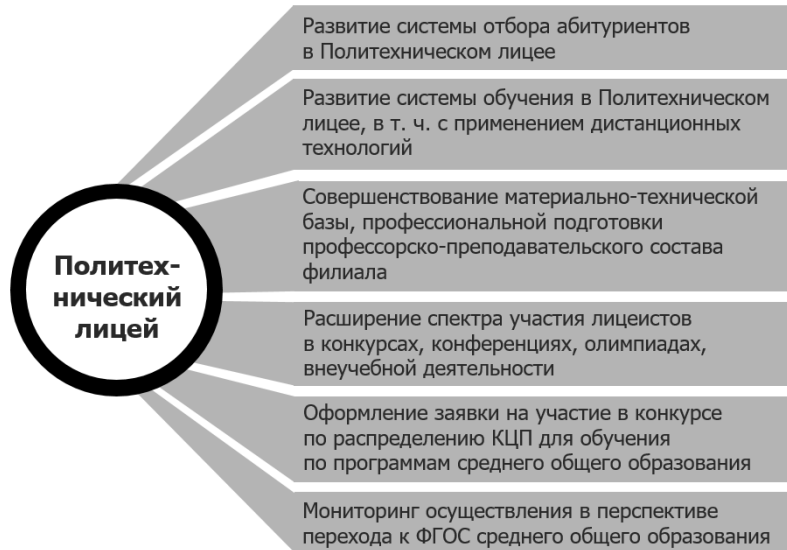 Политех-
нический
лицей
Развитие системы отбора абитуриентов
в Политехническом лицее
Развитие системы обучения в Политехническом
лицее, в т. ч. с применением дистанционных
технологий
Совершенствование материально-технической
базы, профессиональной подготовки
профессорско-преподавательского состава
филиала
Расширение спектра участия лицеистов
в конкурсах, конференциях, олимпиадах,
внеучебной деятельности
Оформление заявки на участие в конкурсе
по распределению КЦП для обучения
по программам среднего общего образования
Мониторинг осуществления в перспективе
перехода к ФГОС среднего общего образования